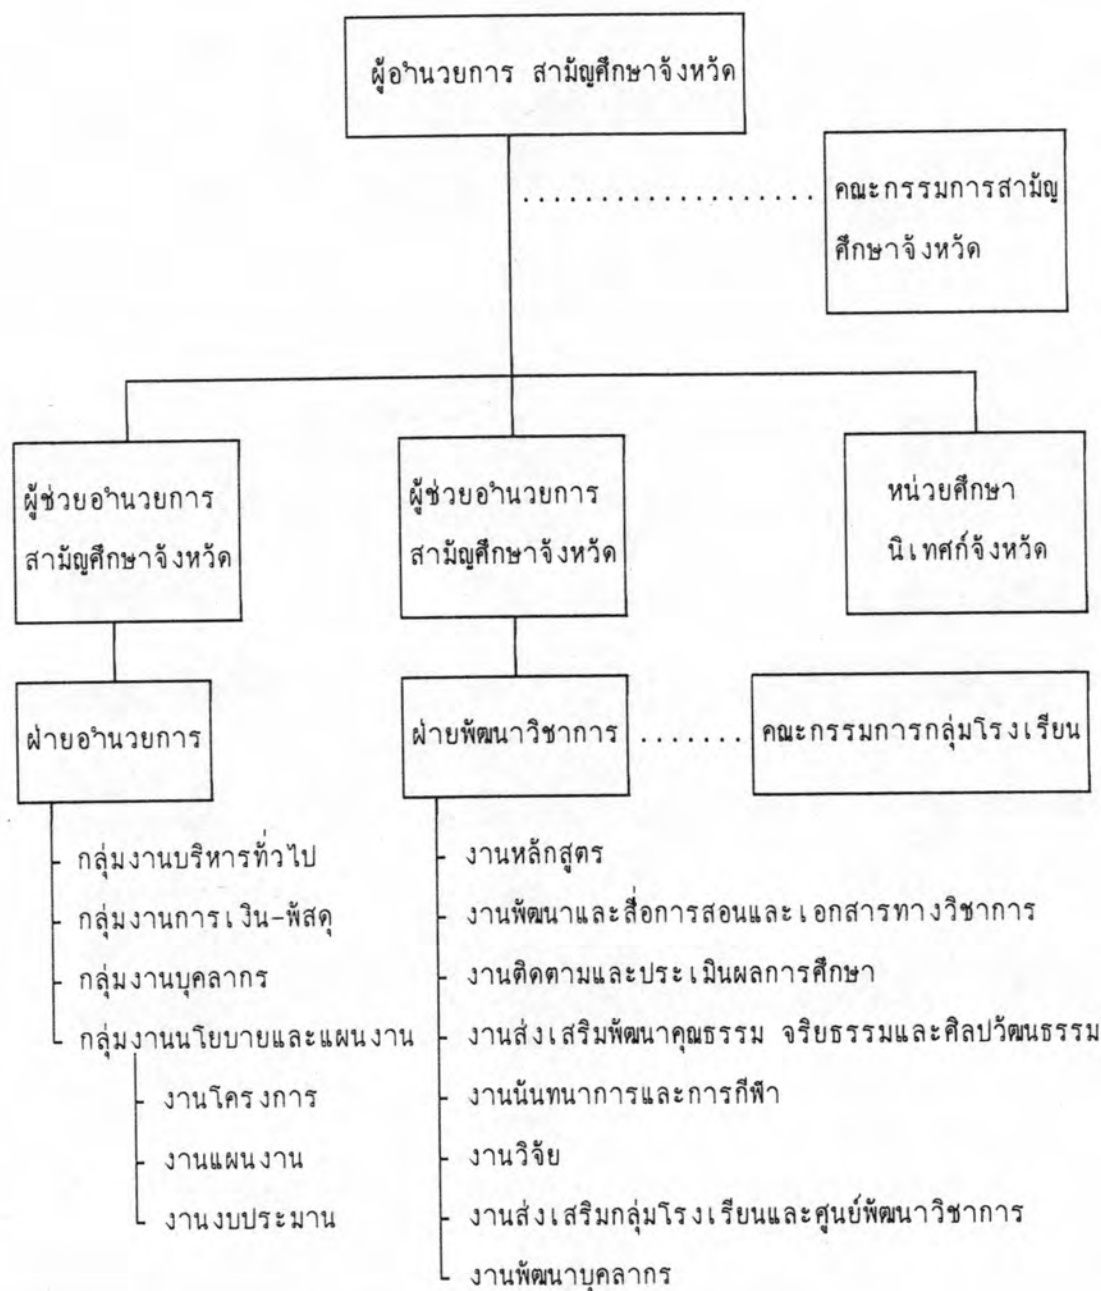 ผู้อำนวยการ สามัญศึกษาจังหวัด
. . . . . . . . . . . . . . . . . .
คณะกรรมการสามัญ
ศึกษาจังหวัด
ผู้ช่วยอำนวยการ
สามัญศึกษาจังหวัด
ผู้ช่วยอำนวยการ
สามัญศึกษาจังหวัด
หน่วยศึกษา
นิเทศก์จังหวัด
ฝ่ายอำนวยการ
ฝ่ายพัฒนาวิชาการ
. . . . . . .
คณะกรรมการกลุ่มโรงเรียน
- กลุ่มงานบริหารทั่วไป
- กลุ่มงานการเงิน-พัสดุ
- กลุ่มงานบุคลากร
- กลุ่มงานนโยบายและแผนงาน
- งานโครงการ
- งานแผนงาน
- งานงบประมาน
- งานหลักสูตร
- งานพัฒนาและสื่อการสอนและเอกสารทางวิชาการ
- งานติดตามและประเมินผลการศึกษา
- งานส่งเสริมพัฒนาคุณธรรม จริยธรรมและศิลปวัฒนธรรม
- งานนันทนาการและการกีฬา
- งานวิจัย
- งานส่งเสริมกลุ่มโรงเรียนและศูนย์พัฒนาวิชาการ
- งานพัฒนาบุคลากร